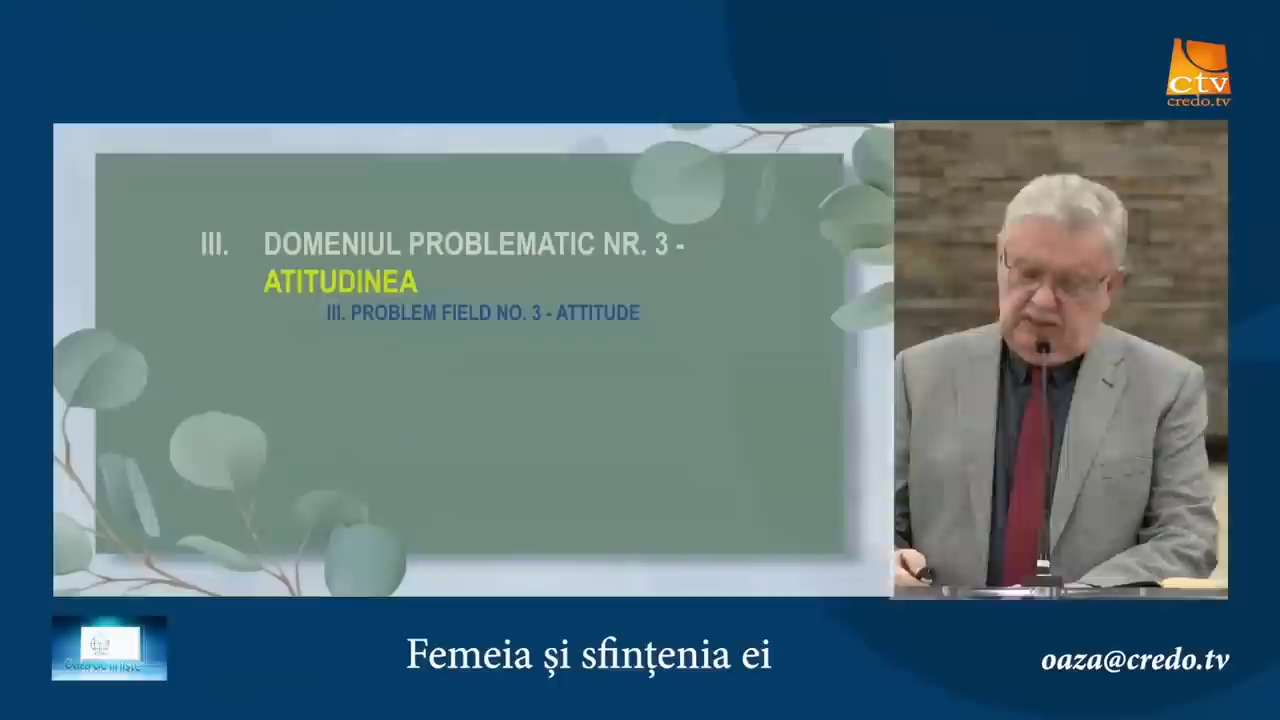 ctv
credo.tv
III. DOMENIUL PROBLEMATIC NR. 3 -
ATITUDINEA
III. PROBLEM FIELD NO. 3 - ATTITUDE
Femeia și sfințenia ei
oaza@credo.tv